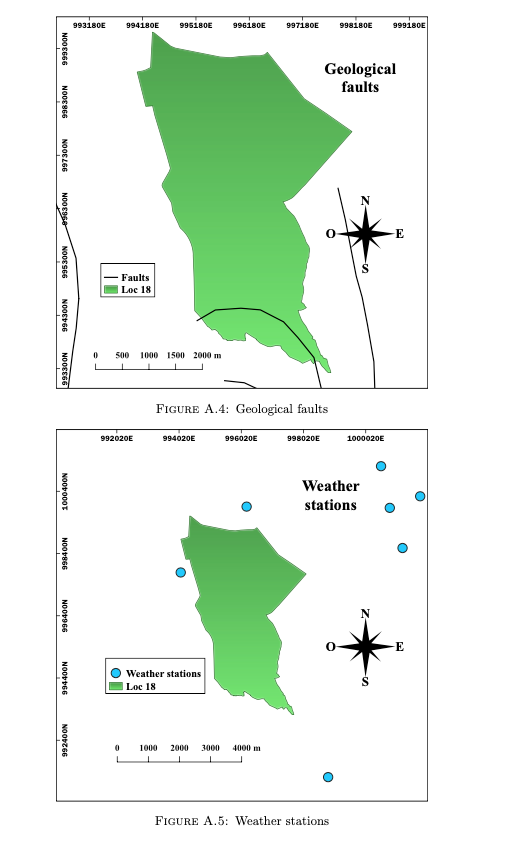 993180E 994180E 995180E 996180E 997180E 998180E 999180E
999300N
998300N
997300N
996300N
995300N
994300N
993300N
Geological
faults
N
O E
S
Faults
Loc 18
0 500 1000 1500 2000 m
FIGURE A.4: Geological faults
992020E 994020E 996020E 998020E 1000020E
1000400N
998400N
996400N
994400N
992400N
Weather
stations
N
O E
S
Weather stations
Loc 18
0 1000 2000 3000 4000 m
FIGURE A.5: Weather stations